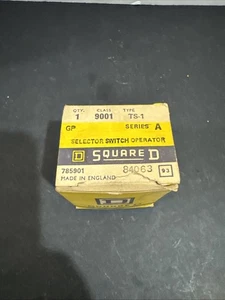 QTY. CLASS TYPE
1 9001 TS-1
GP SERIES A
SELECTOR SWITCH OPERATOR
D SQUARE D
785901 84063 93
MADE IN ENGLAND